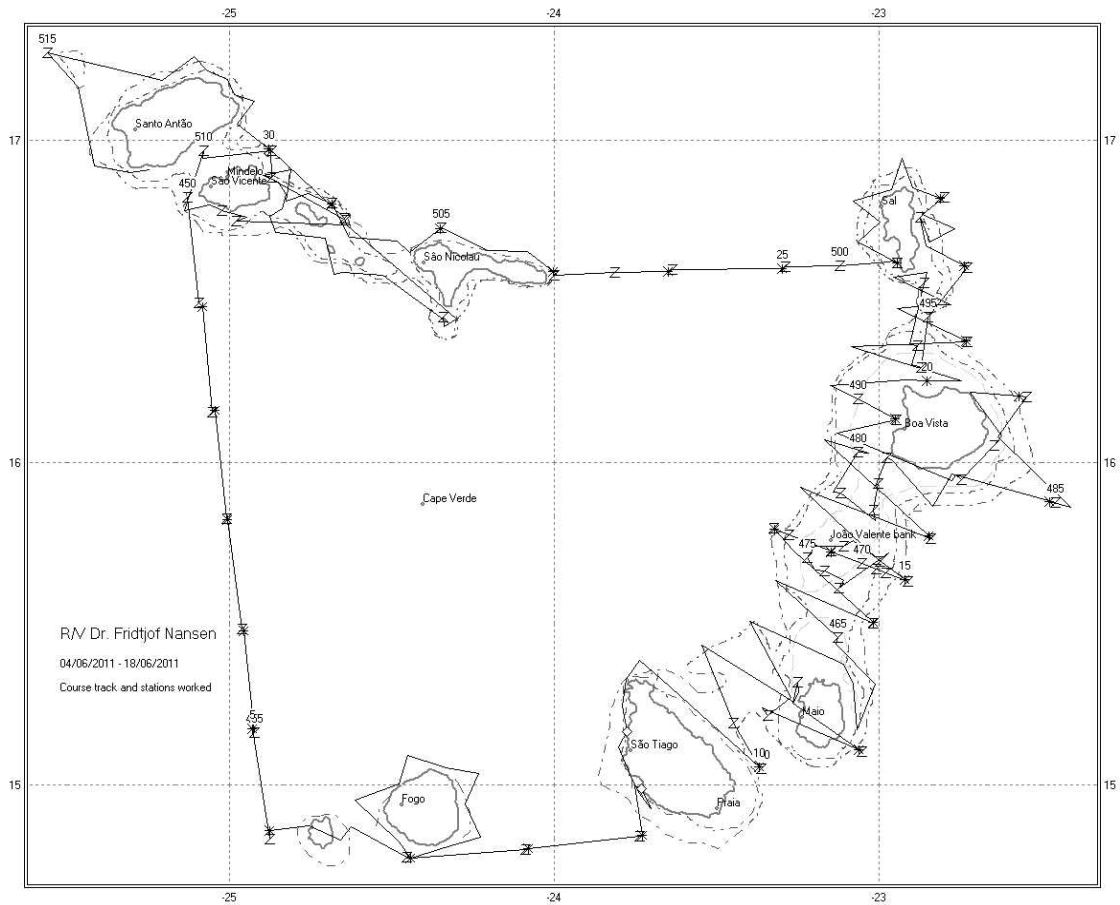 -25 -24 -23
515
Santo Antão
17 510 30 17
Mindelo
São Vicente
450
505
Sal
São Nicolau
25 500
495
20
490
Boa Vista
480
16 16
485
Cape Verde
João Valente bank
475 470
15
465
R/V Dr. Fridtjof Nansen
04/06/2011 - 18/06/2011
Course track and stations worked
Maio
São Tiago
10
15 15
Fogo
Praia
-25 -24 -23